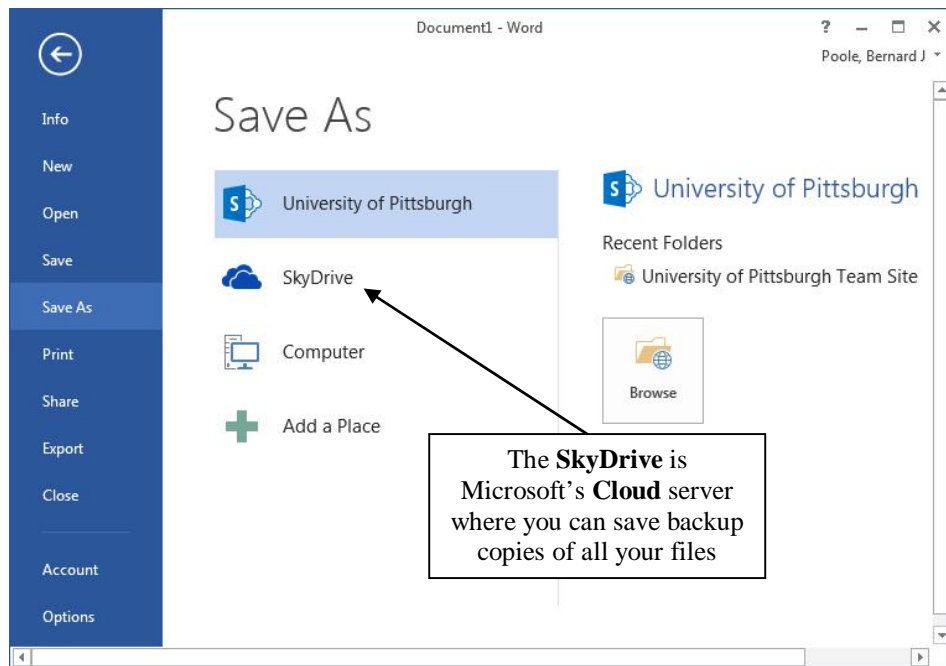 Document1 - Word
?
Poole, Bernard J
Info
New
Open
Save
Save As
Print
Share
Export
Close
Account
Options
Save As
S University of Pittsburgh
SkyDrive
Computer
Add a Place
S University of Pittsburgh
Recent Folders
University of Pittsburgh Team Site
Browse
The SkyDrive is
Microsoft’s Cloud server
where you can save backup
copies of all your files